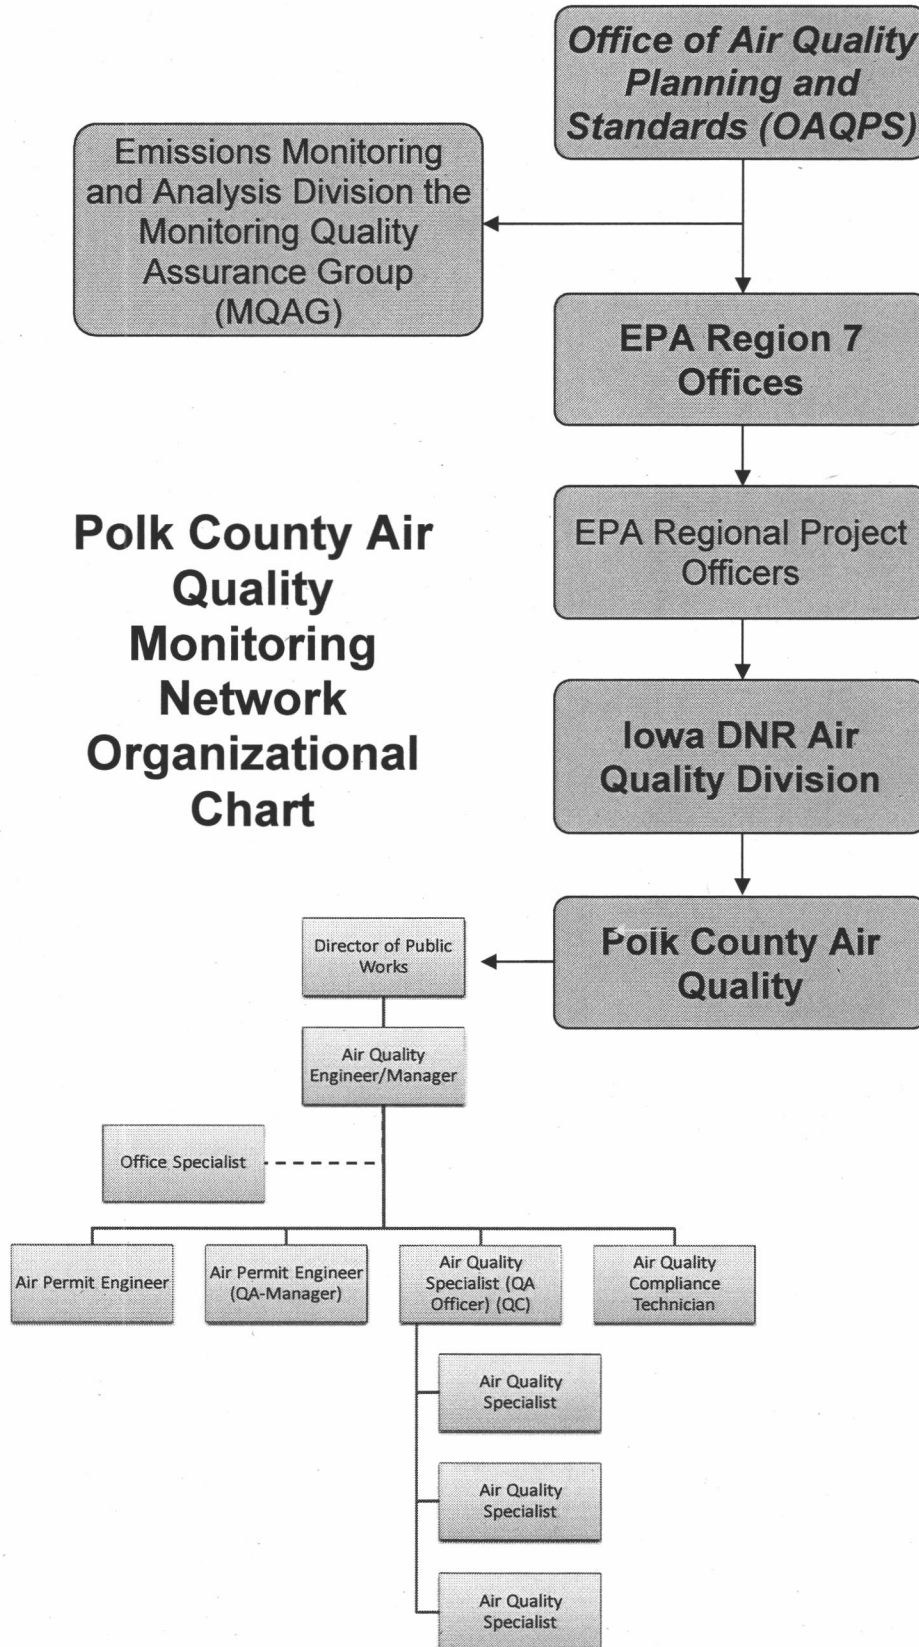 Office of Air Quality
Planning and
Standards (OAQPS)
Emissions Monitoring
and Analysis Division the
Monitoring Quality
Assurance Group
(MQAG)
EPA Region 7
Offices
Polk County Air
Quality
Monitoring
Network
Organizational
Chart
EPA Regional Project
Officers
Iowa DNR Air
Quality Division
Polk County Air
Quality
Director of Public
Works
Air Quality
Engineer/Manager
Office Specialist
Air Permit Engineer
Air Permit Engineer
(QA-Manager)
Air Quality
Specialist (QA
Officer) (QC)
Air Quality
Compliance
Technician
Air Quality
Specialist
Air Quality
Specialist
Air Quality
Specialist